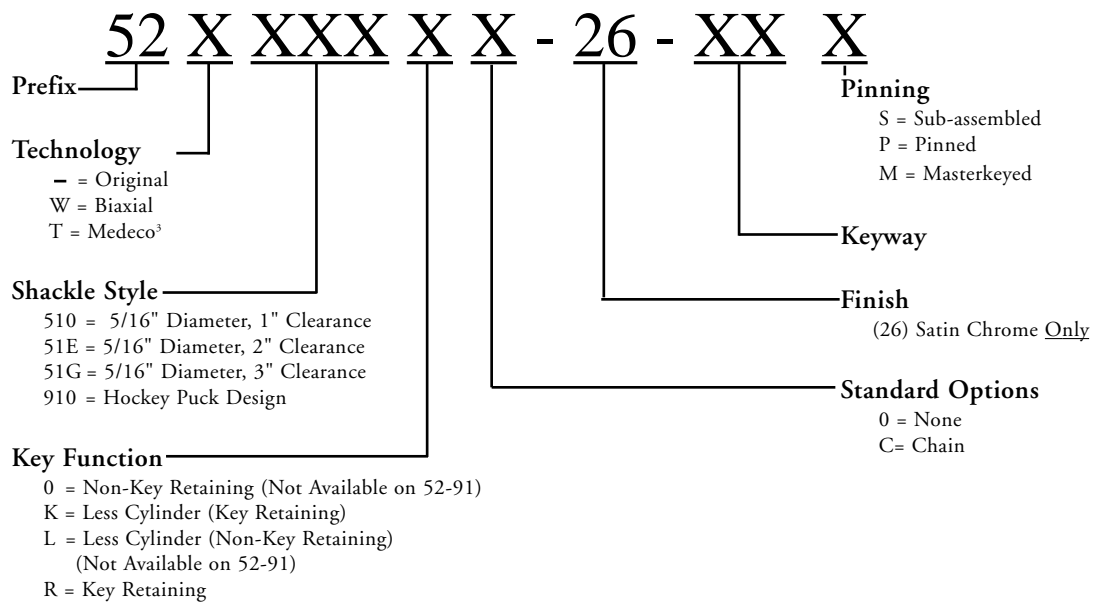 52 X XXX X X - 26 - XX X
Prefix
Technology
– = Original
W = Biaxial
T = Medeco³
Shackle Style
510 = 5/16" Diameter, 1" Clearance
51E = 5/16" Diameter, 2" Clearance
51G = 5/16" Diameter, 3" Clearance
910 = Hockey Puck Design
Key Function
0 = Non-Key Retaining (Not Available on 52-91)
K = Less Cylinder (Key Retaining)
L = Less Cylinder (Non-Key Retaining)
(Not Available on 52-91)
R = Key Retaining
Pinning
S = Sub-assembled
P = Pinned
M = Masterkeyed
Keyway
Finish
(26) Satin Chrome Only
Standard Options
0 = None
C= Chain